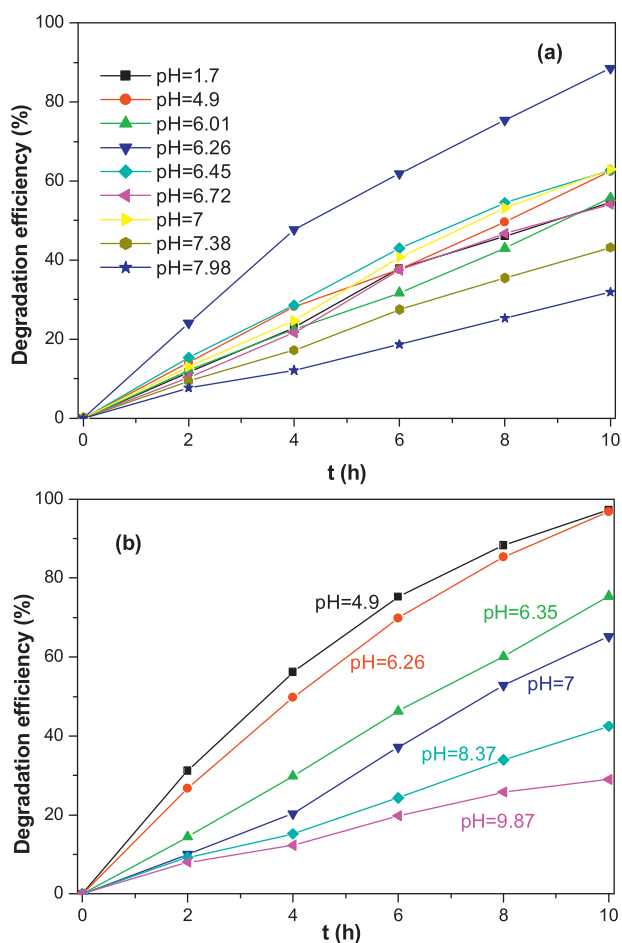 100
(a)
pH=1.7
80
pH=4.9
pH=6.01
pH=6.26
60
pH=6.45
pH=6.72
pH=7
40
pH=7.38
pH=7.98
20
0
Degradation efficiency (%)
0 2 4 6 8 10
t (h)
100
(b)
80
pH=4.9
pH=6.35
60
pH=6.26
pH=7
40
pH=8.37
20
pH=9.87
0
Degradation efficiency (%)
0 2 4 6 8 10
t (h)